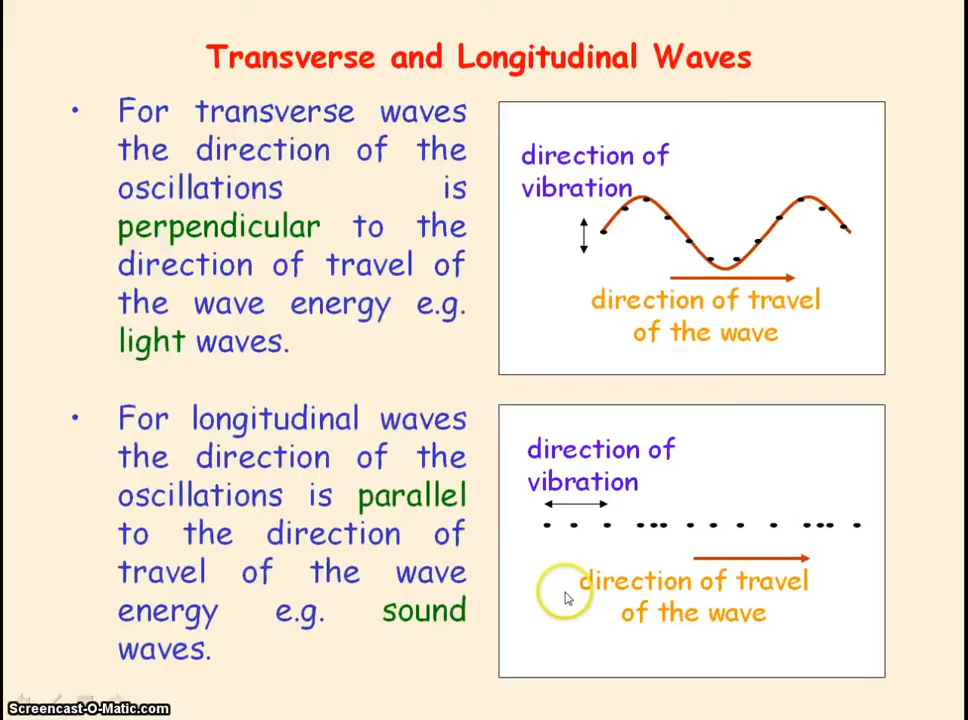 Transverse and Longitudinal Waves
• For transverse waves
the direction of the
oscillations is
perpendicular to the
direction of travel of
the wave energy e.g.
light waves.
direction of
vibration
direction of travel
of the wave
• For longitudinal waves
the direction of the
oscillations is parallel
to the direction of
travel of the wave
energy e.g. sound
waves.
direction of
vibration
direction of travel
of the wave
Screencast-O-Matic.com